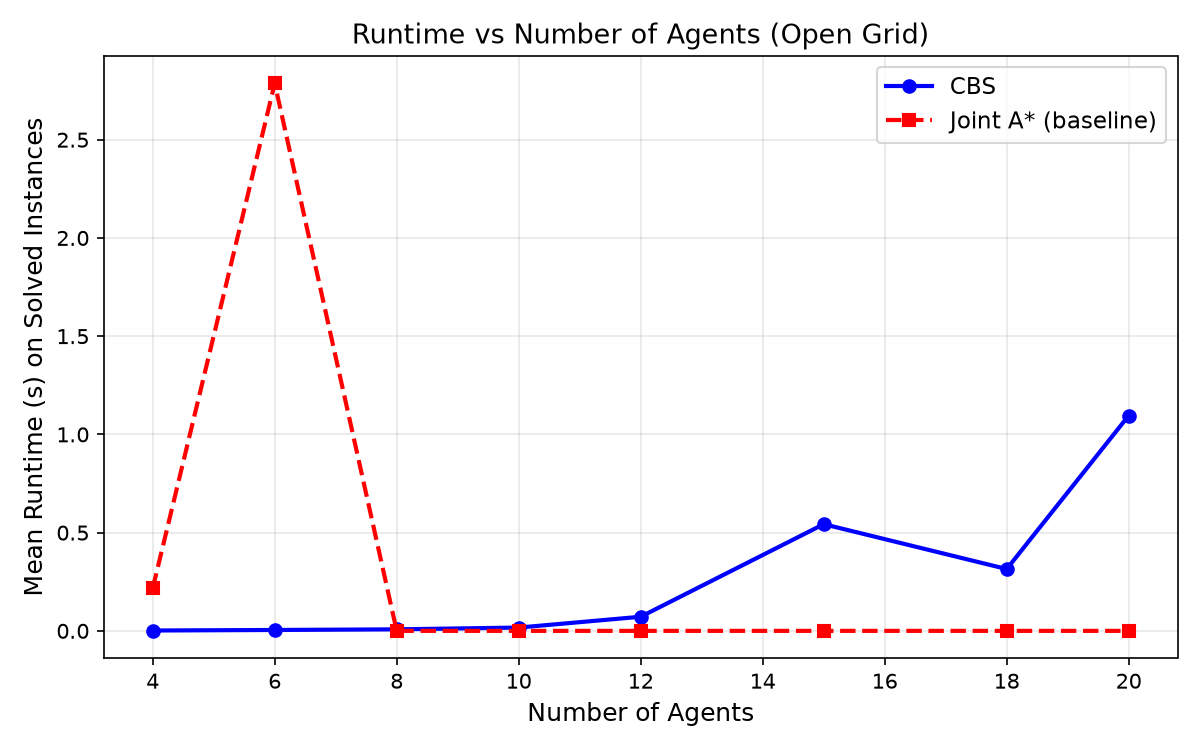 Runtime vs Number of Agents (Open Grid)
CBS
Joint A* (baseline)
Mean Runtime (s) on Solved Instances
2.5
2.0
1.5
1.0
0.5
0.0
4 6 8 10 12 14 16 18 20
Number of Agents